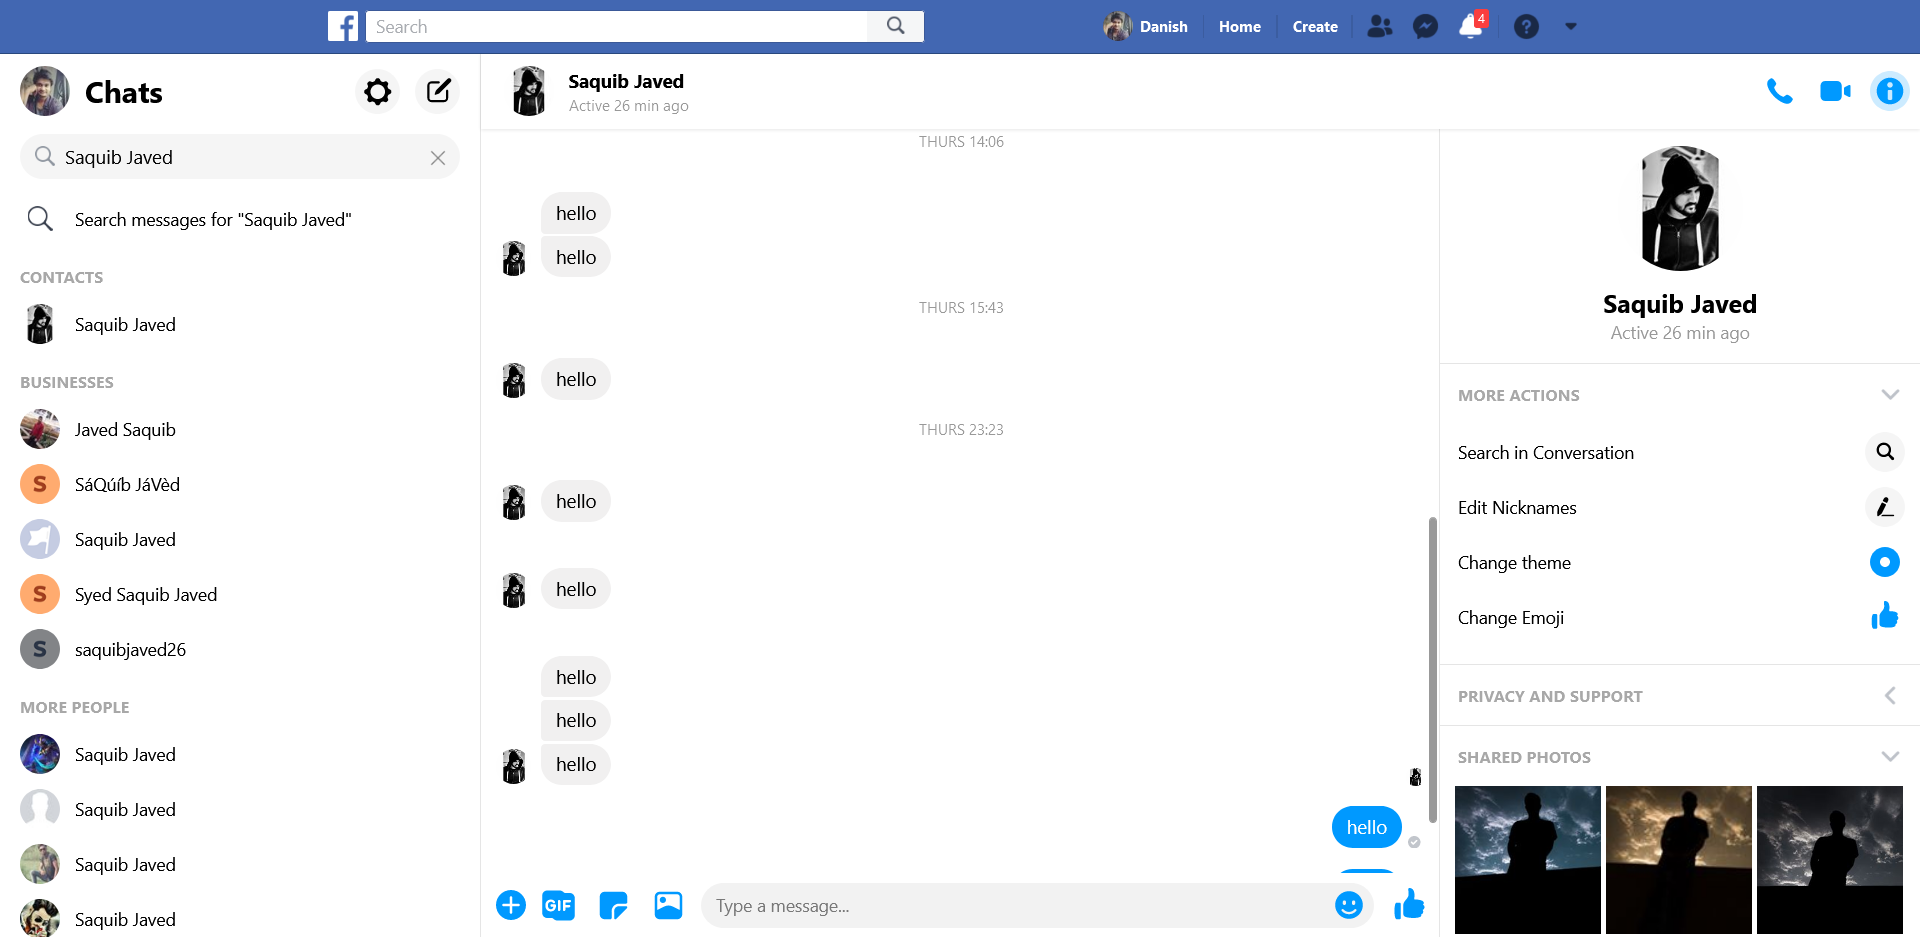 Search
Danish
Home
Create
4
Chats
Saquib Javed
Search messages for "Saquib Javed"
CONTACTS
Saquib Javed
BUSINESSES
Javed Saquib
S
SáQúíb JáVèd
Saquib Javed
S
Syed Saquib Javed
S
saquibjaved26
MORE PEOPLE
Saquib Javed
Saquib Javed
Saquib Javed
Saquib Javed
Saquib Javed
Active 26 min ago
THURS 14:06
hello
hello
THURS 15:43
hello
THURS 23:23
hello
hello
hello
hello
hello
hello
GIF
Type a message...
Saquib Javed
Active 26 min ago
MORE ACTIONS
Search in Conversation
Edit Nicknames
Change theme
Change Emoji
PRIVACY AND SUPPORT
SHARED PHOTOS